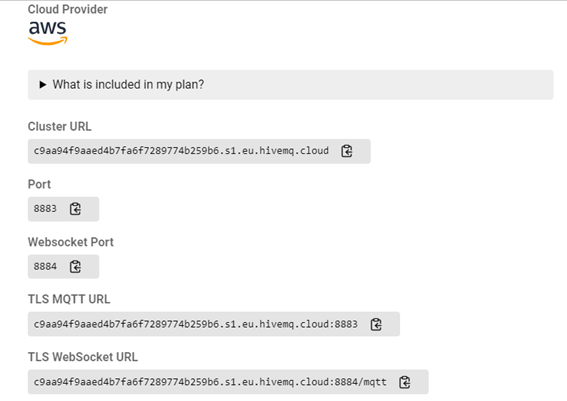 Cloud Provider
aws
What is included in my plan?
Cluster URL
c9aa94f9aaed4b7fa6f7289774b259b6.s1.eu.hivemq.cloud
Port
8883
Websocket Port
8884
TLS MQTT URL
c9aa94f9aaed4b7fa6f7289774b259b6.s1.eu.hivemq.cloud:8883
TLS WebSocket URL
c9aa94f9aaed4b7fa6f7289774b259b6.s1.eu.hivemq.cloud:8884/mqtt